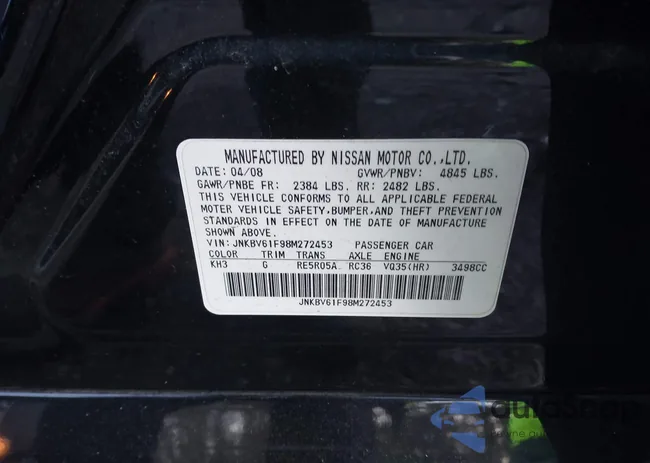 MANUFACTURED BY NISSAN MOTOR CO.,LTD.
DATE: 04/08 GVWR/PNBV: 4845 LBS.
GAWR/PNBE FR: 2384 LBS. RR: 2482 LBS.
THIS VEHICLE CONFORMS TO ALL APPLICABLE FEDERAL
MOTOR VEHICLE SAFETY,BUMPER,AND THEFT PREVENTION
STANDARDS IN EFFECT ON THE DATE OF MANUFACTURE
SHOWN ABOVE.
VIN: JNKBV61F98M272453 PASSENGER CAR
COLOR TRIM TRANS AXLE ENGINE
KH3 G RE5R05A RC36 VQ35(HR) 3498CC
JNKBV61F98M272453